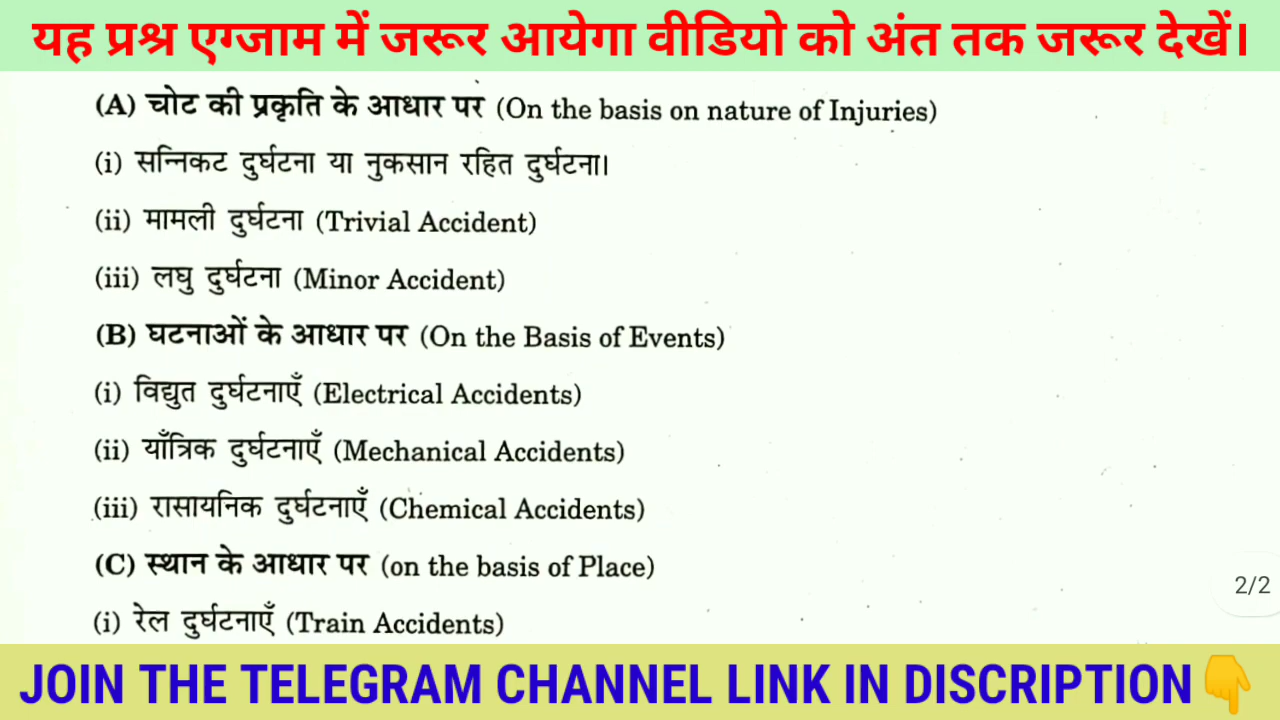 यह प्रश्न एग्जाम में जरूर आयेगा वीडियो को अंत तक जरूर देखें।
(A) चोट की प्रकृति के आधार पर (On the basis on nature of Injuries)
(i) सन्निकट दुर्घटना या नुकसान रहित दुर्घटना।
(ii) मामली दुर्घटना (Trivial Accident)
(iii) लघु दुर्घटना (Minor Accident)
(B) घटनाओं के आधार पर (On the Basis of Events)
(i) विद्युत दुर्घटनाएँ (Electrical Accidents)
(ii) याँत्रिक दुर्घटनाएँ (Mechanical Accidents)
(iii) रासायनिक दुर्घटनाएँ (Chemical Accidents)
(C) स्थान के आधार पर (on the basis of Place)
2/2
(i) रेल दुर्घटनाएँ (Train Accidents)
JOIN THE TELEGRAM CHANNEL LINK IN DISCRIPTION👇